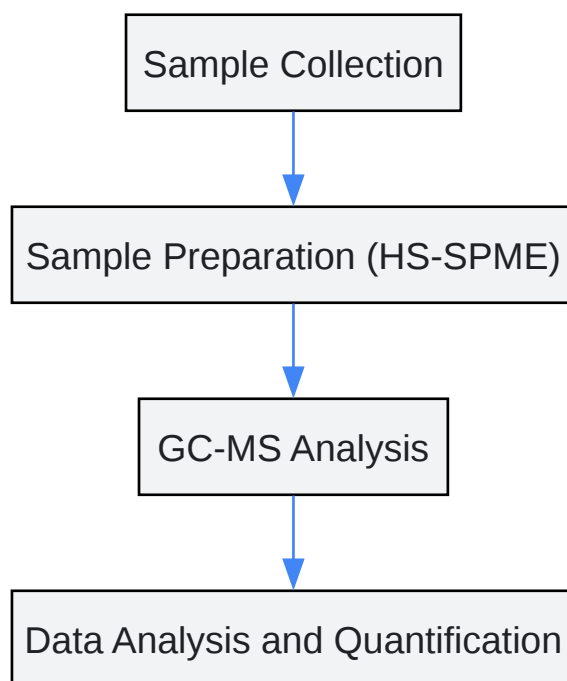 Sample Collection
Sample Preparation (HS-SPME)
GC-MS Analysis
Data Analysis and Quantification